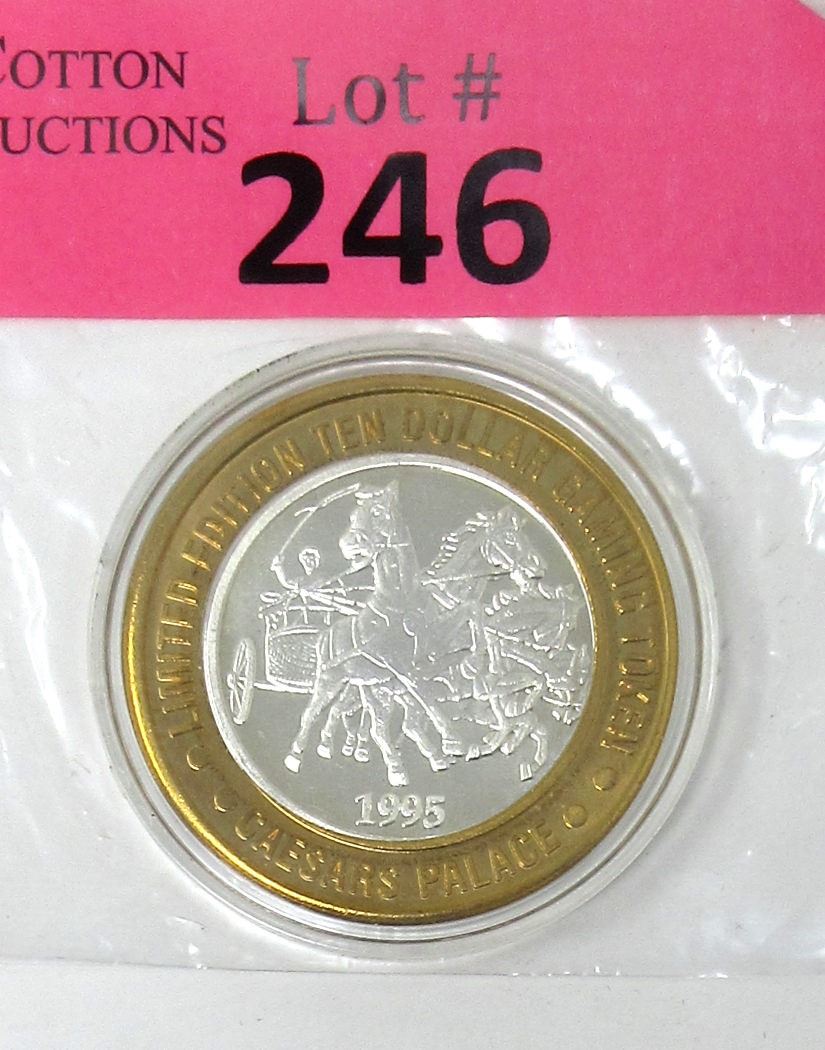 COTTON
UCTIONS
Lot #
246
LIMITED EDITION TEN DOLLAR GAMING TOKEN
1995
CAESARS PALACE